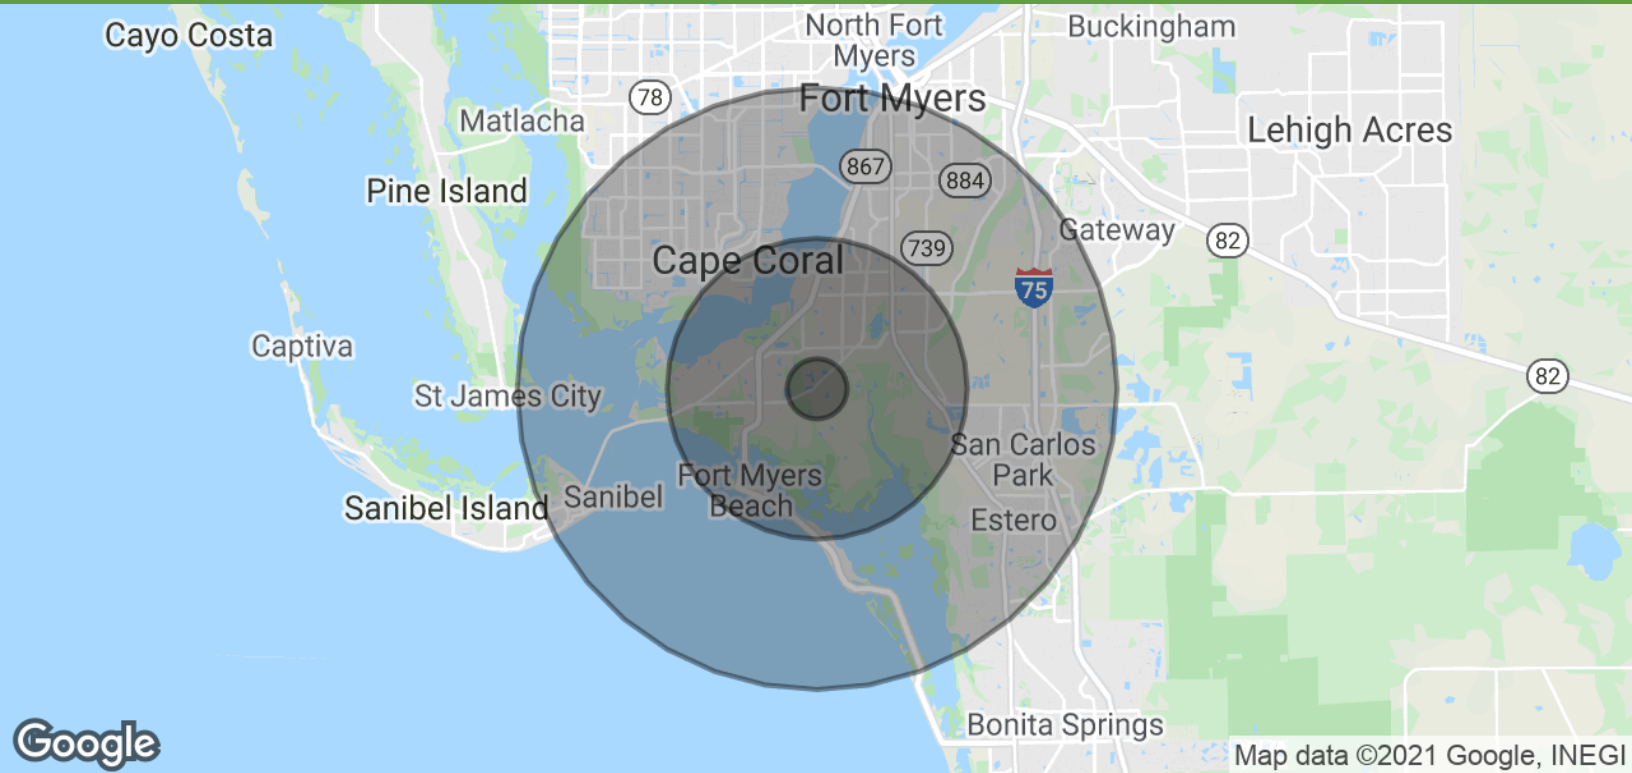 Cayo Costa
North Fort
Myers
Buckingham
78
Fort Myers
Matlacha
Lehigh Acres
867
884
Pine Island
Gateway
82
739
Cape Coral
75
Captiva
82
St James City
San Carlos
Park
Fort Myers
Beach
Sanibel
Sanibel Island
Estero
Bonita Springs
Google
Map data ©2021 Google, INEGI